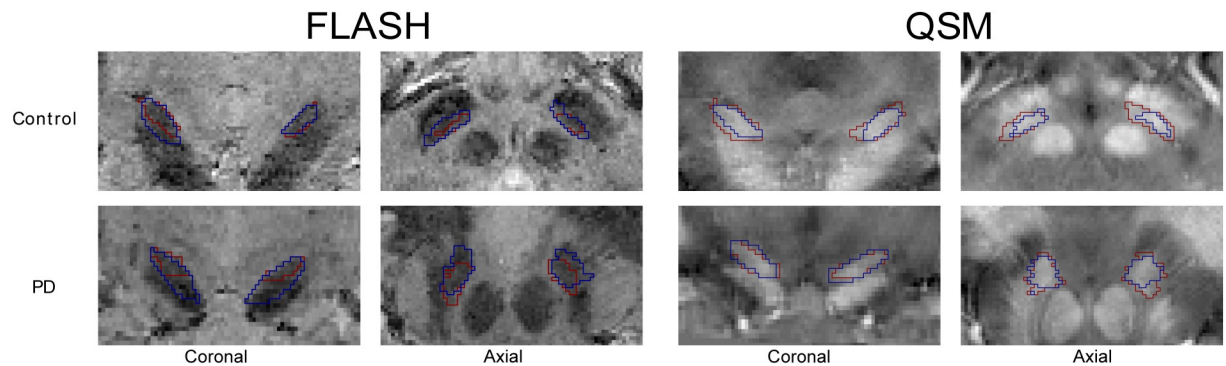 FLASH QSM
Control
PD
Coronal Axial Coronal Axial